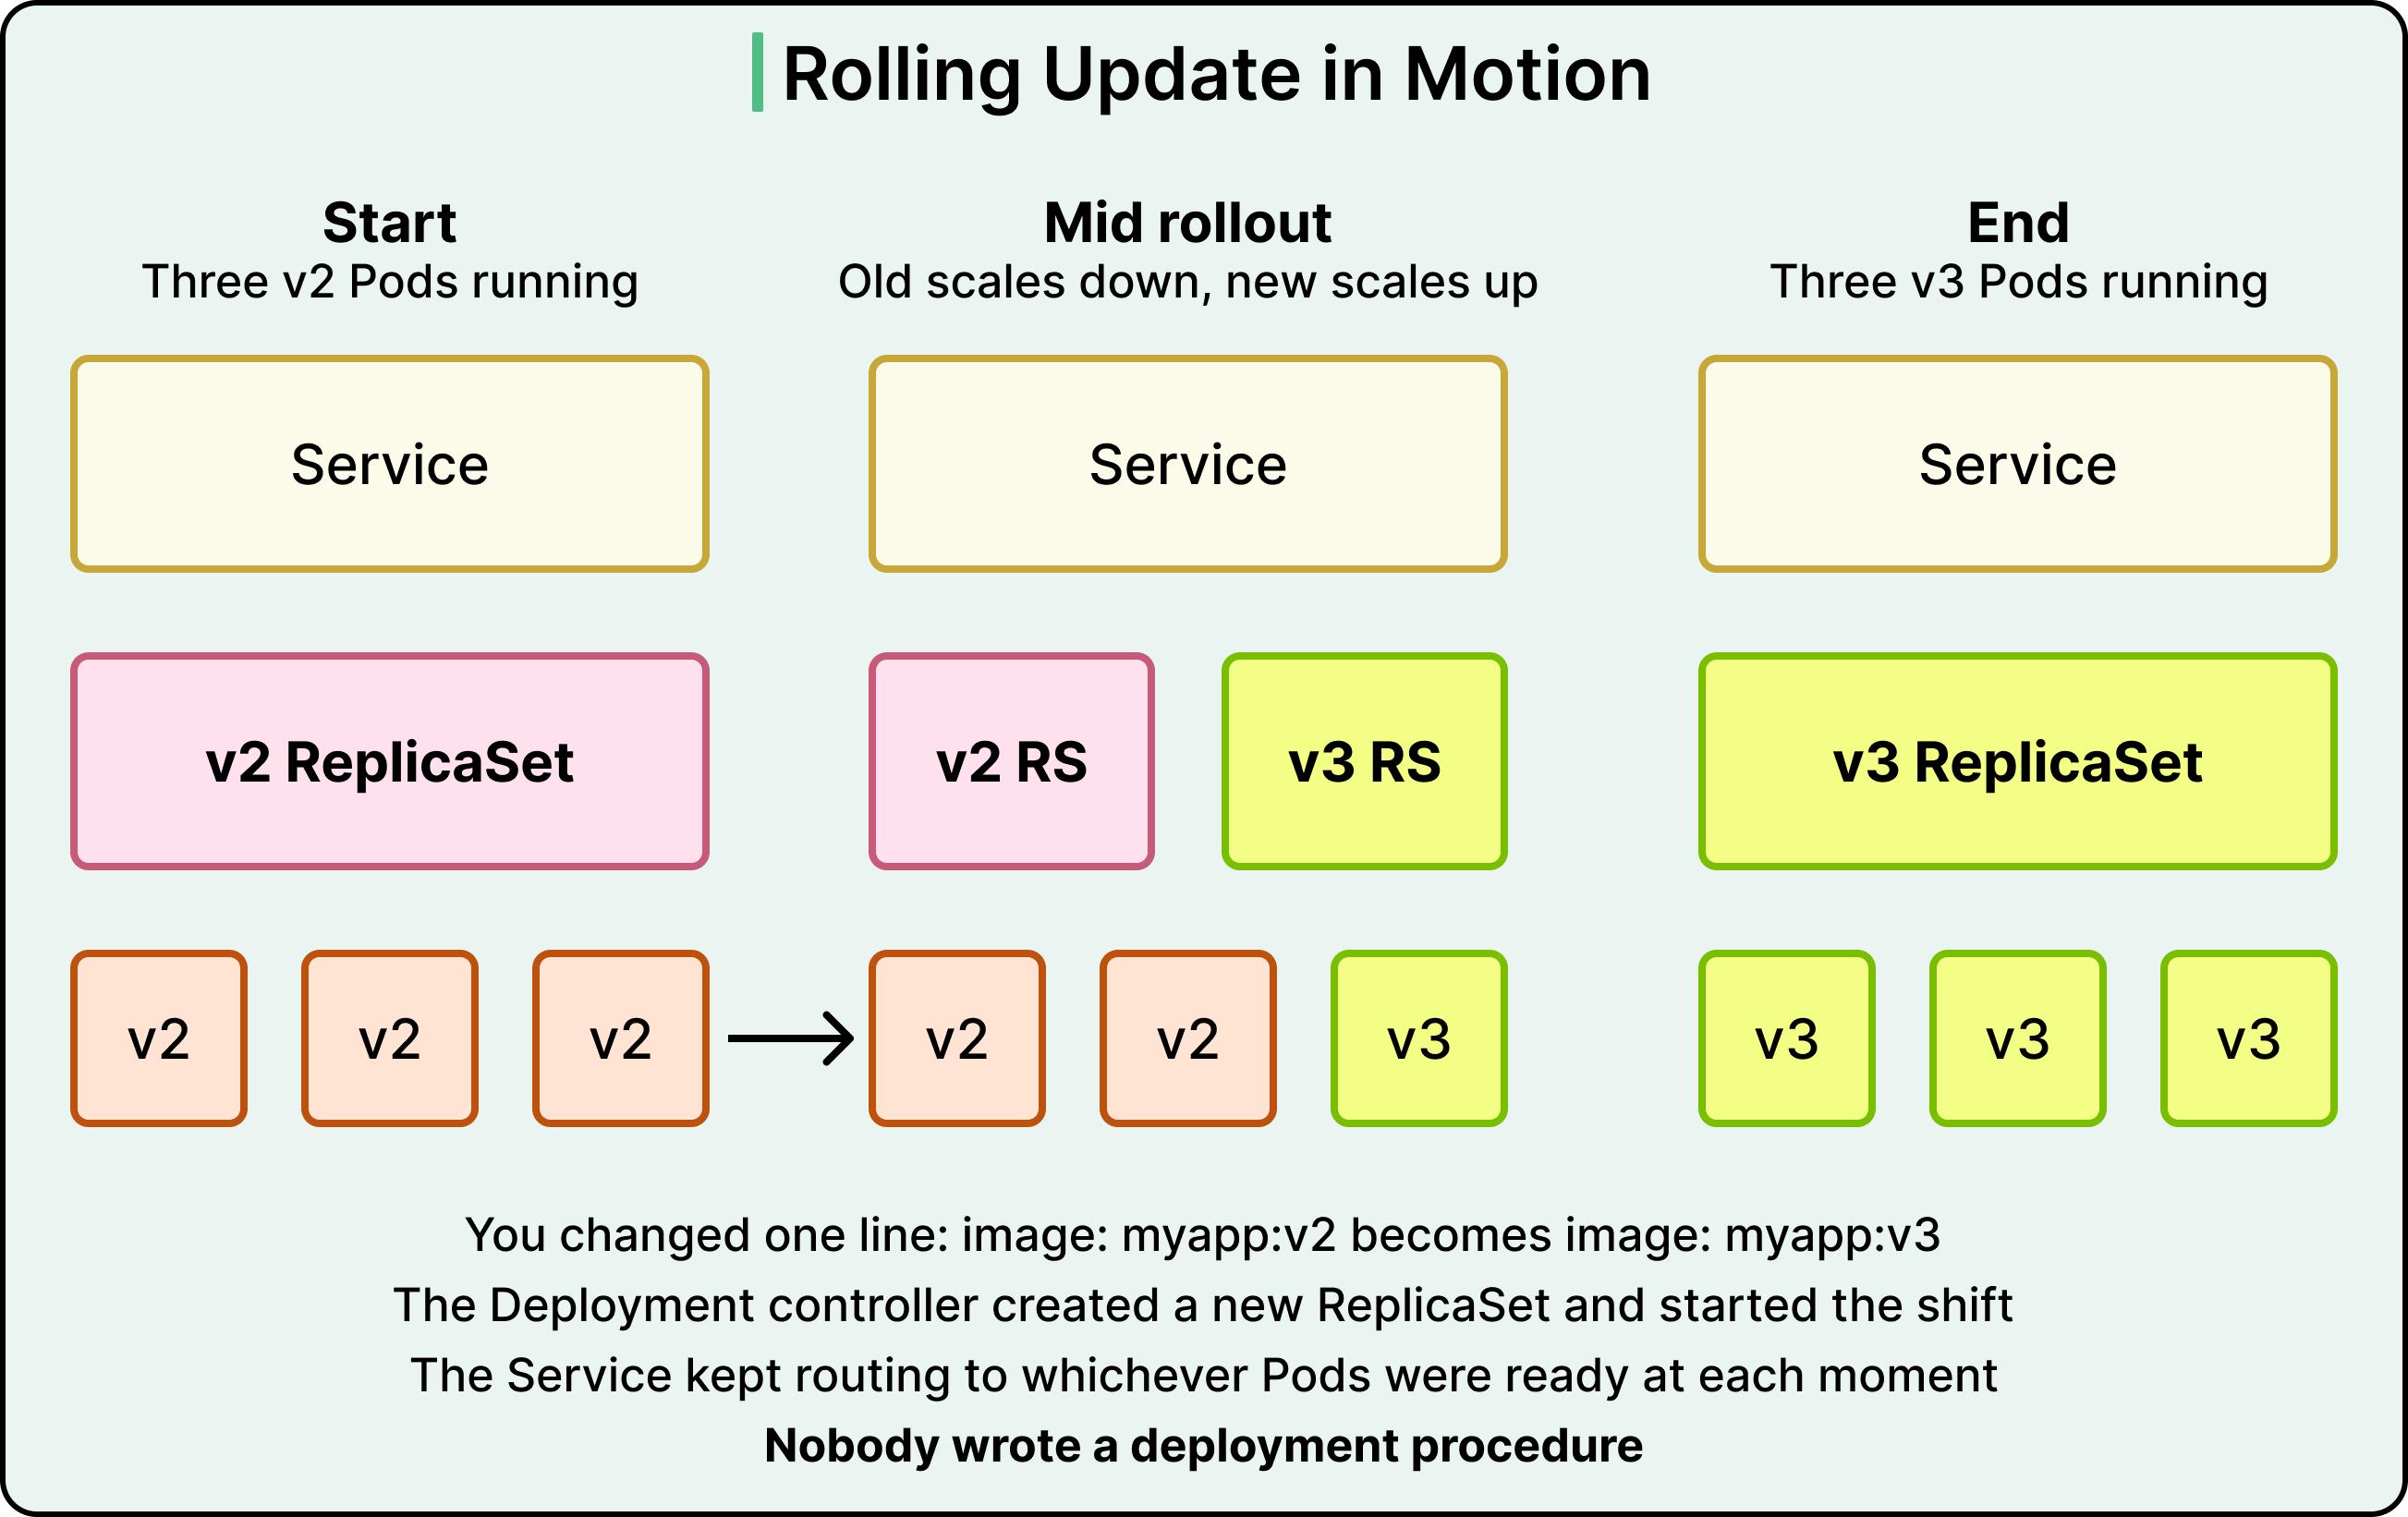 Rolling Update in Motion
Start
Three v2 Pods running
Mid rollout
Old scales down, new scales up
End
Three v3 Pods running
Service
Service
Service
v2 ReplicaSet
v2 RS
v3 RS
v3 ReplicaSet
v2
v2
v2
v2
v2
v3
v3
v3
v3
You changed one line: image: myapp:v2 becomes image: myapp:v3
The Deployment controller created a new ReplicaSet and started the shift
The Service kept routing to whichever Pods were ready at each moment
Nobody wrote a deployment procedure